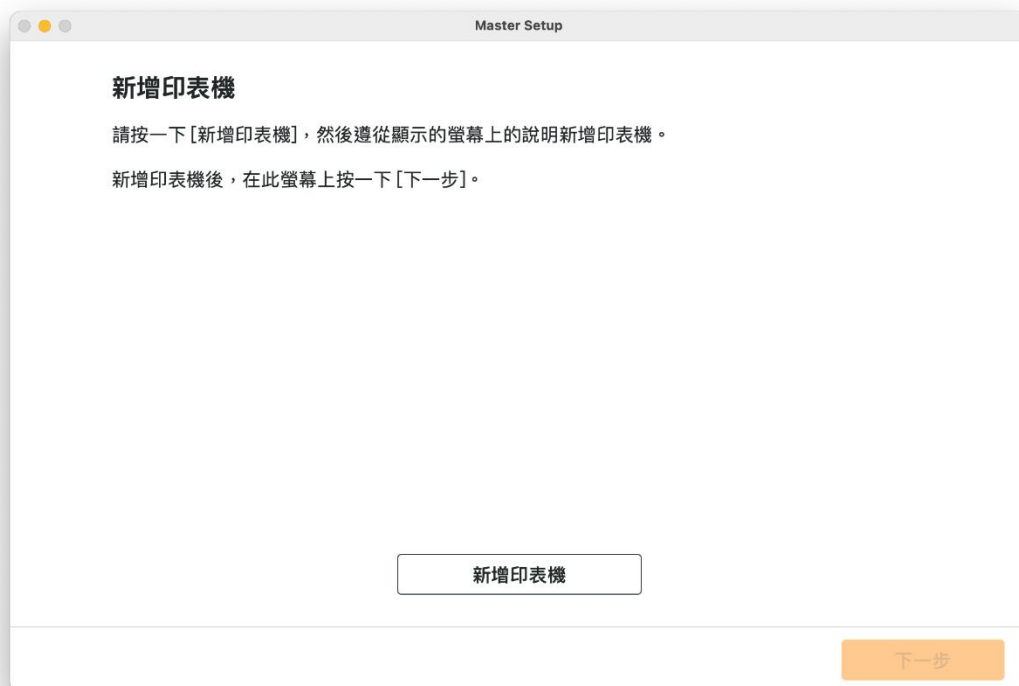 Master Setup
新增印表機
請按一下[新增印表機]，然後遵從顯示的螢幕上的說明新增印表機。
新增印表機後，在此螢幕上按一下[下一步]。
新增印表機
下一步